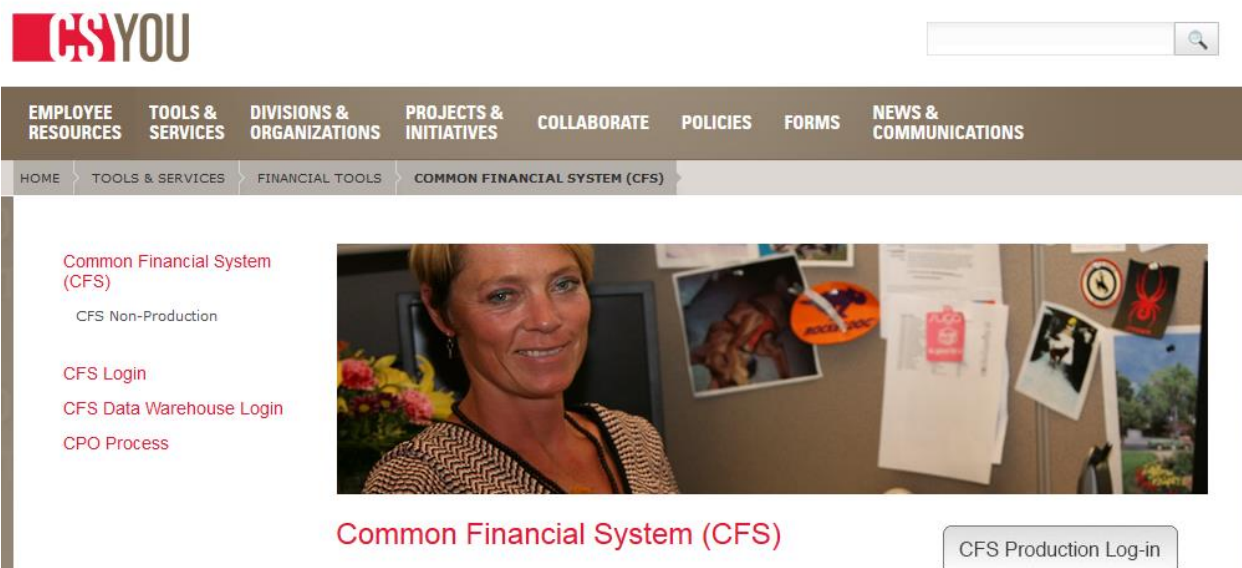 CSYOU
EMPLOYEE RESOURCES
TOOLS & SERVICES
DIVISIONS & ORGANIZATIONS
PROJECTS & INITIATIVES
COLLABORATE
POLICIES
FORMS
NEWS & COMMUNICATIONS
HOME
TOOLS & SERVICES
FINANCIAL TOOLS
COMMON FINANCIAL SYSTEM (CFS)
Common Financial System
(CFS)
CFS Non-Production
CFS Login
CFS Data Warehouse Login
CPO Process
Common Financial System (CFS)
CFS Production Log-in